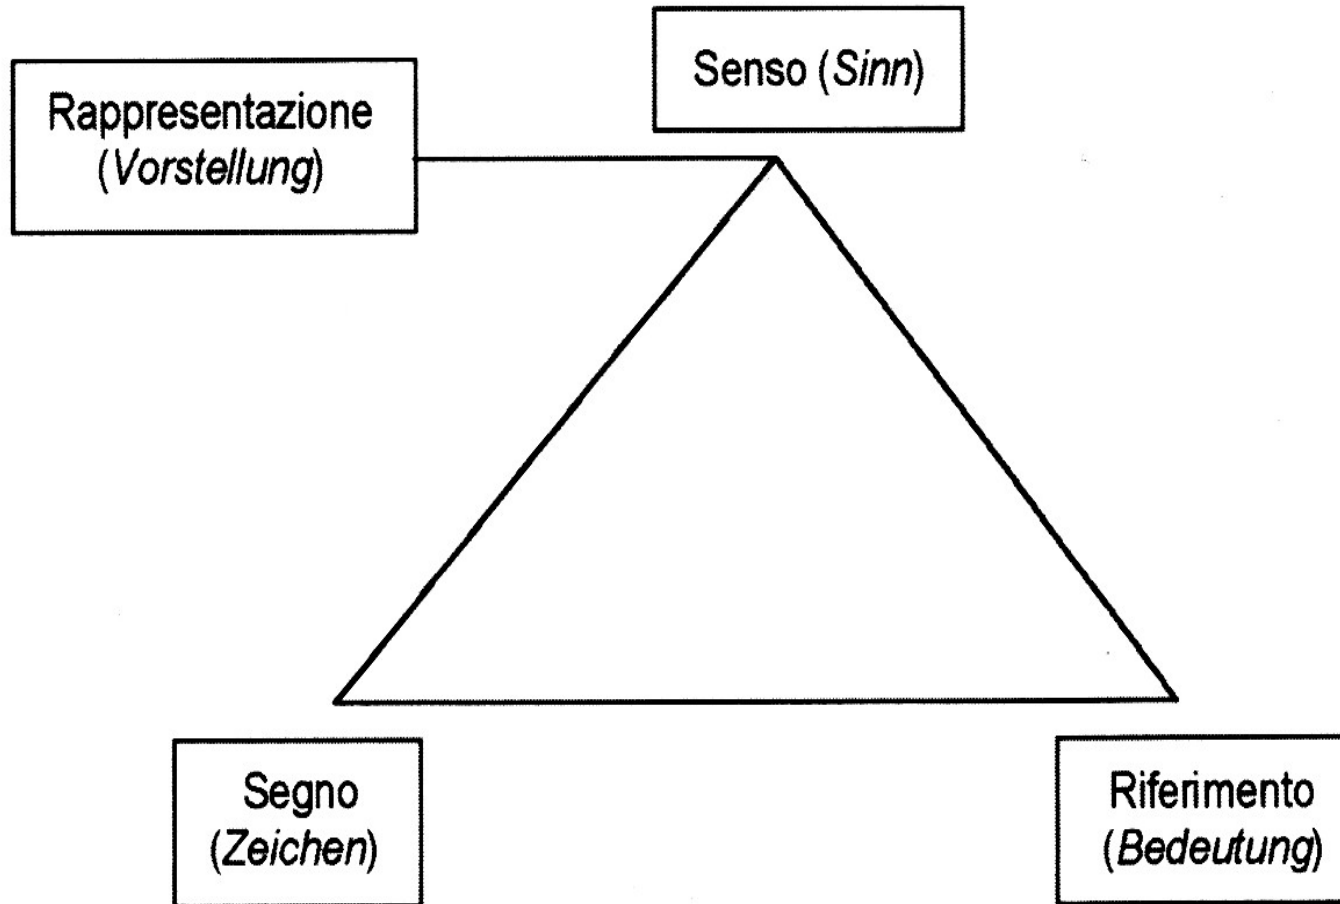 Senso (Sinn)
Rappresentazione
(Vorstellung)
Segno
(Zeichen)
Riferimento
(Bedeutung)